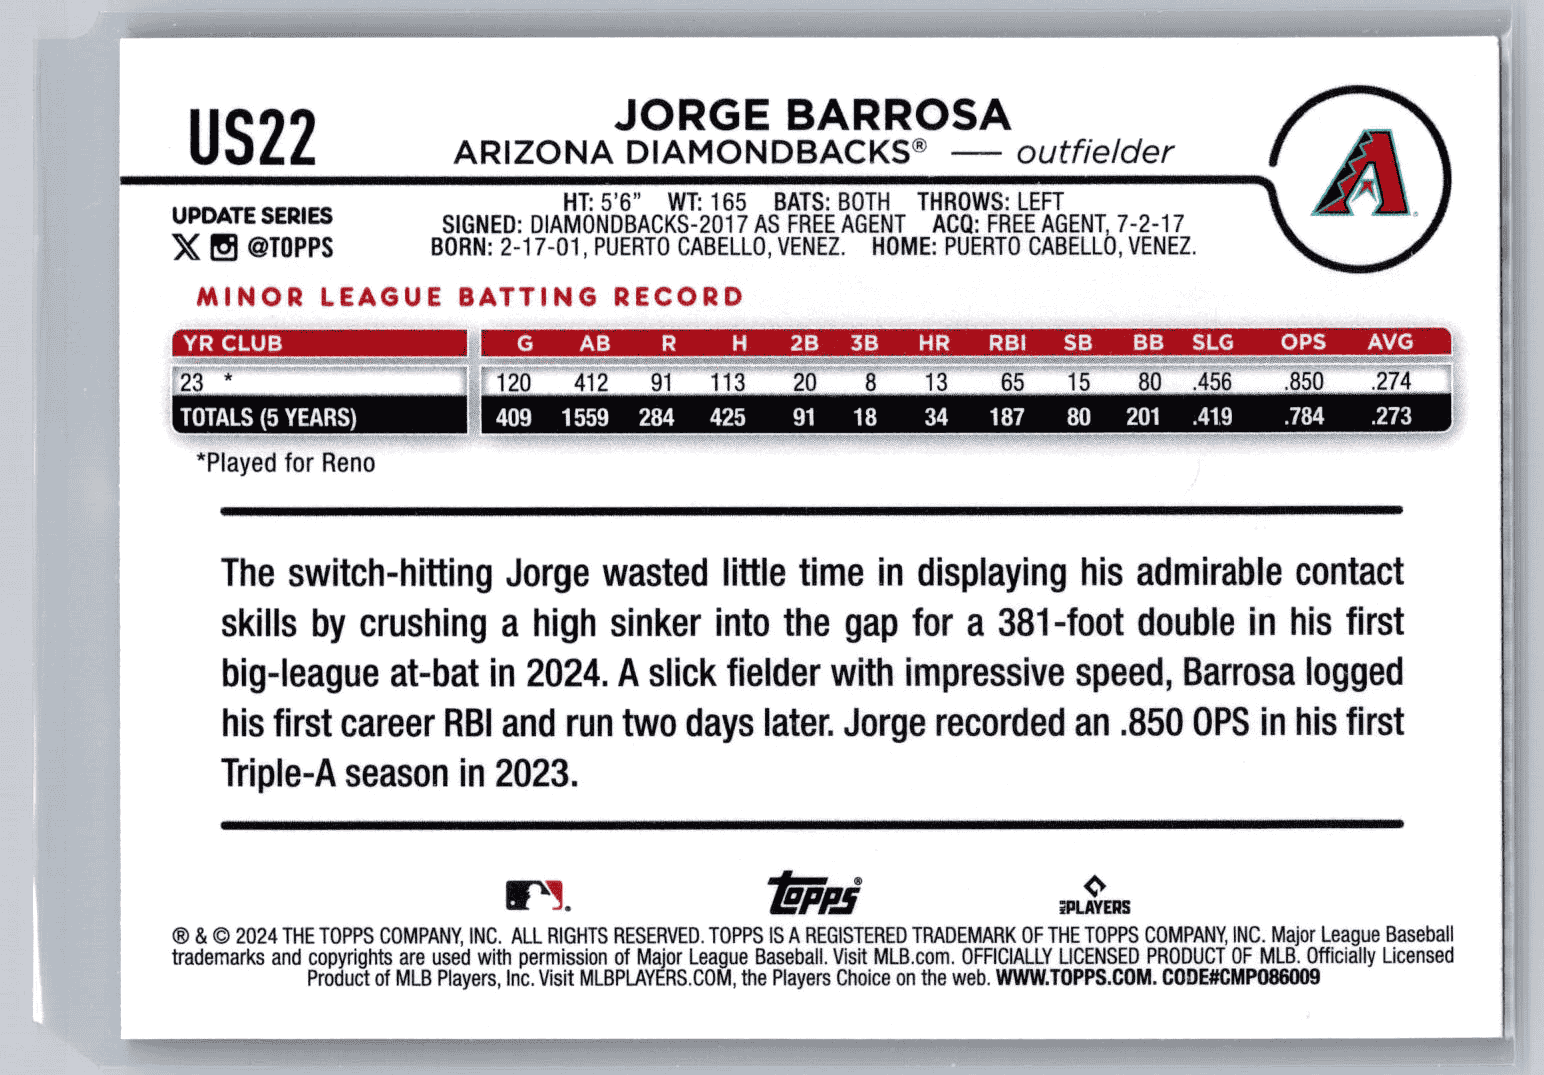 US22
JORGE BARROSA
ARIZONA DIAMONDBACKS® — outfielder
UPDATE SERIES
@TOPPS
HT: 5'6" WT: 165 BATS: BOTH THROWS: LEFT
SIGNED: DIAMONDBACKS-2017 AS FREE AGENT ACQ: FREE AGENT, 7-2-17
BORN: 2-17-01, PUERTO CABELLO, VENEZ. HOME: PUERTO CABELLO, VENEZ.
MINOR LEAGUE BATTING RECORD
YR CLUB G AB R H 2B 3B HR RBI SB BB SLG OPS AVG
23 * 120 412 91 113 20 8 13 65 15 80 .456 .850 .274
TOTALS (5 YEARS) 409 1559 284 425 91 18 34 187 80 201 .419 .784 .273
*Played for Reno
The switch-hitting Jorge wasted little time in displaying his admirable contact
skills by crushing a high sinker into the gap for a 381-foot double in his first
big-league at-bat in 2024. A slick fielder with impressive speed, Barrosa logged
his first career RBI and run two days later. Jorge recorded an .850 OPS in his first
Triple-A season in 2023.
TOPPS®
MLB PLAYERS
® & © 2024 THE TOPPS COMPANY, INC. ALL RIGHTS RESERVED. TOPPS IS A REGISTERED TRADEMARK OF THE TOPPS COMPANY, INC. Major League Baseball
trademarks and copyrights are used with permission of Major League Baseball. Visit MLB.com. OFFICIALLY LICENSED PRODUCT OF MLB. Officially Licensed
Product of MLB Players, Inc. Visit MLBPLAYERS.COM, the Players Choice on the web. WWW.TOPPS.COM. CODE#CMP086009